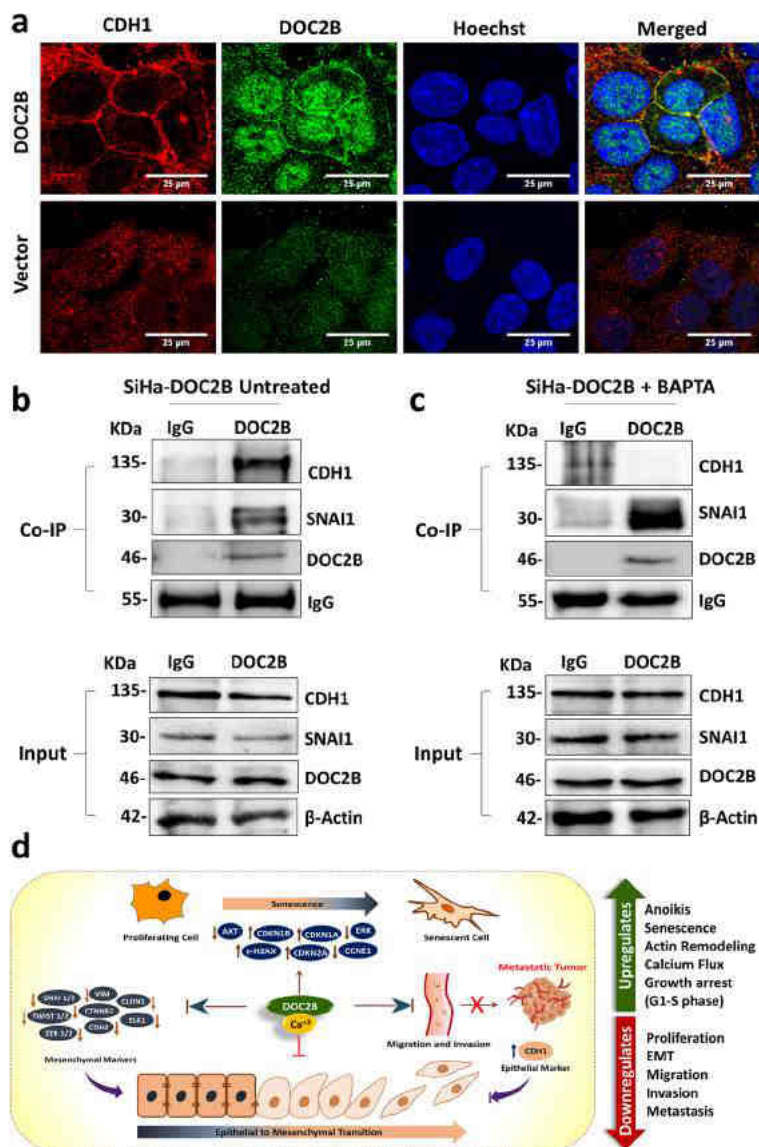 a
CDH1 DOC2B Hoechst Merged
DOC2B
25 µm 25 µm 25 µm 25 µm
Vector
25 µm 25 µm 25 µm 25 µm
b
SiHa-DOC2B Untreated
KDa IgG DOC2B
Co-IP
135- CDH1
30- SNAI1
46- DOC2B
55- IgG
KDa IgG DOC2B
Input
135- CDH1
30- SNAI1
46- DOC2B
42- β-Actin
c
SiHa-DOC2B + BAPTA
KDa IgG DOC2B
Co-IP
135- CDH1
30- SNAI1
46- DOC2B
55- IgG
KDa IgG DOC2B
Input
135- CDH1
30- SNAI1
46- DOC2B
42- β-Actin
d
Proliferating Cell
Senescence
Senescent Cell
AKT CDKN1B CDKN1A ERK
CDKN2A CCNE1
VIM
CTNNB1
CDH2
Mesenchymal Markers
DOC2B
Ca+2
Migration and Invasion
Metastatic Tumor
CDH1
Epithelial Marker
Epithelial to Mesenchymal Transition
Upregulates
Anoikis
Senescence
Actin Remodeling
Calcium Flux
Growth arrest
(G1-S phase)
Downregulates
Proliferation
EMT
Migration
Invasion
Metastasis